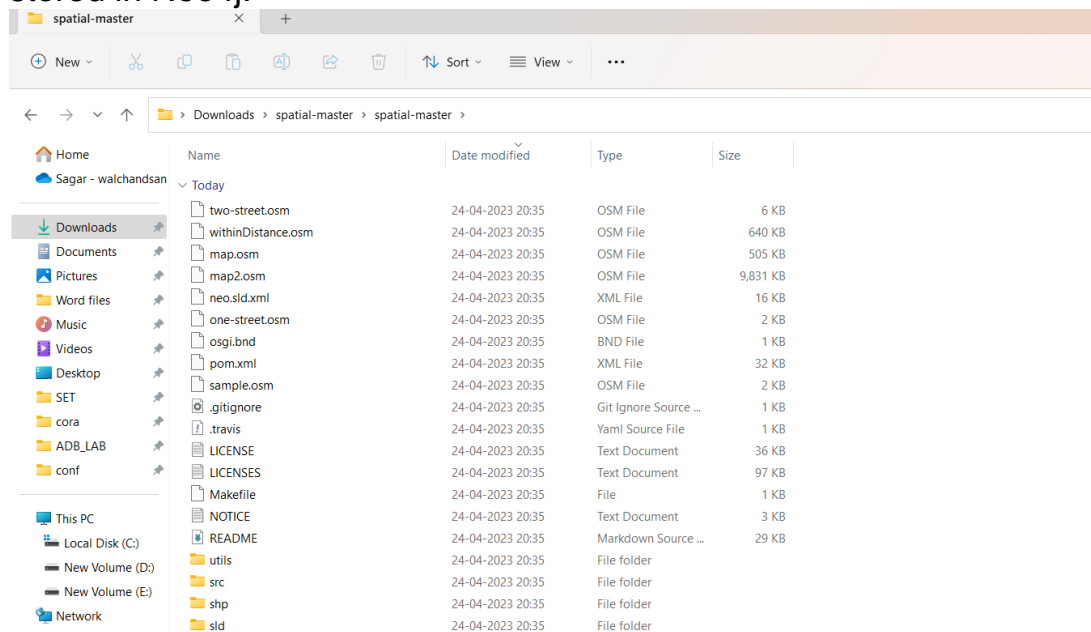 stored in Neo4j.
spatial-master
New
Sort
View
Downloads > spatial-master > spatial-master >
Home
Sagar - walchandsan
Downloads
Documents
Pictures
Word files
Music
Videos
Desktop
SET
cora
ADB_LAB
conf
This PC
Local Disk (C:)
New Volume (D:)
New Volume (E:)
Network
Name Date modified Type Size
Today
two-street.osm 24-04-2023 20:35 OSM File 6 KB
withinDistance.osm 24-04-2023 20:35 OSM File 640 KB
map.osm 24-04-2023 20:35 OSM File 505 KB
map2.osm 24-04-2023 20:35 OSM File 9,831 KB
neo.sld.xml 24-04-2023 20:35 XML File 16 KB
one-street.osm 24-04-2023 20:35 OSM File 2 KB
osgi.bnd 24-04-2023 20:35 BND File 1 KB
pom.xml 24-04-2023 20:35 XML File 32 KB
sample.osm 24-04-2023 20:35 OSM File 2 KB
.gitignore 24-04-2023 20:35 Git Ignore Source ... 1 KB
.travis 24-04-2023 20:35 Yaml Source File 1 KB
LICENSE 24-04-2023 20:35 Text Document 36 KB
LICENSES 24-04-2023 20:35 Text Document 97 KB
Makefile 24-04-2023 20:35 File 1 KB
NOTICE 24-04-2023 20:35 Text Document 3 KB
README 24-04-2023 20:35 Markdown Source ... 29 KB
utils 24-04-2023 20:35 File folder
src 24-04-2023 20:35 File folder
shp 24-04-2023 20:35 File folder
sld 24-04-2023 20:35 File folder